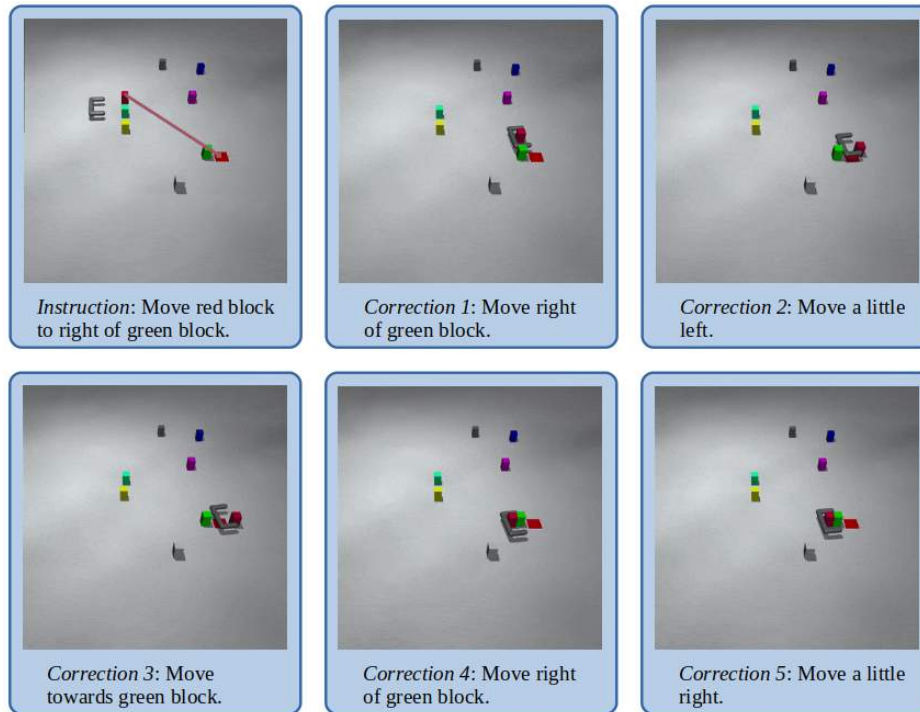 Instruction: Move red block
to right of green block.
Correction 1: Move right
of green block.
Correction 2: Move a little
left.
Correction 3: Move
towards green block.
Correction 4: Move right
of green block.
Correction 5: Move a little
right.